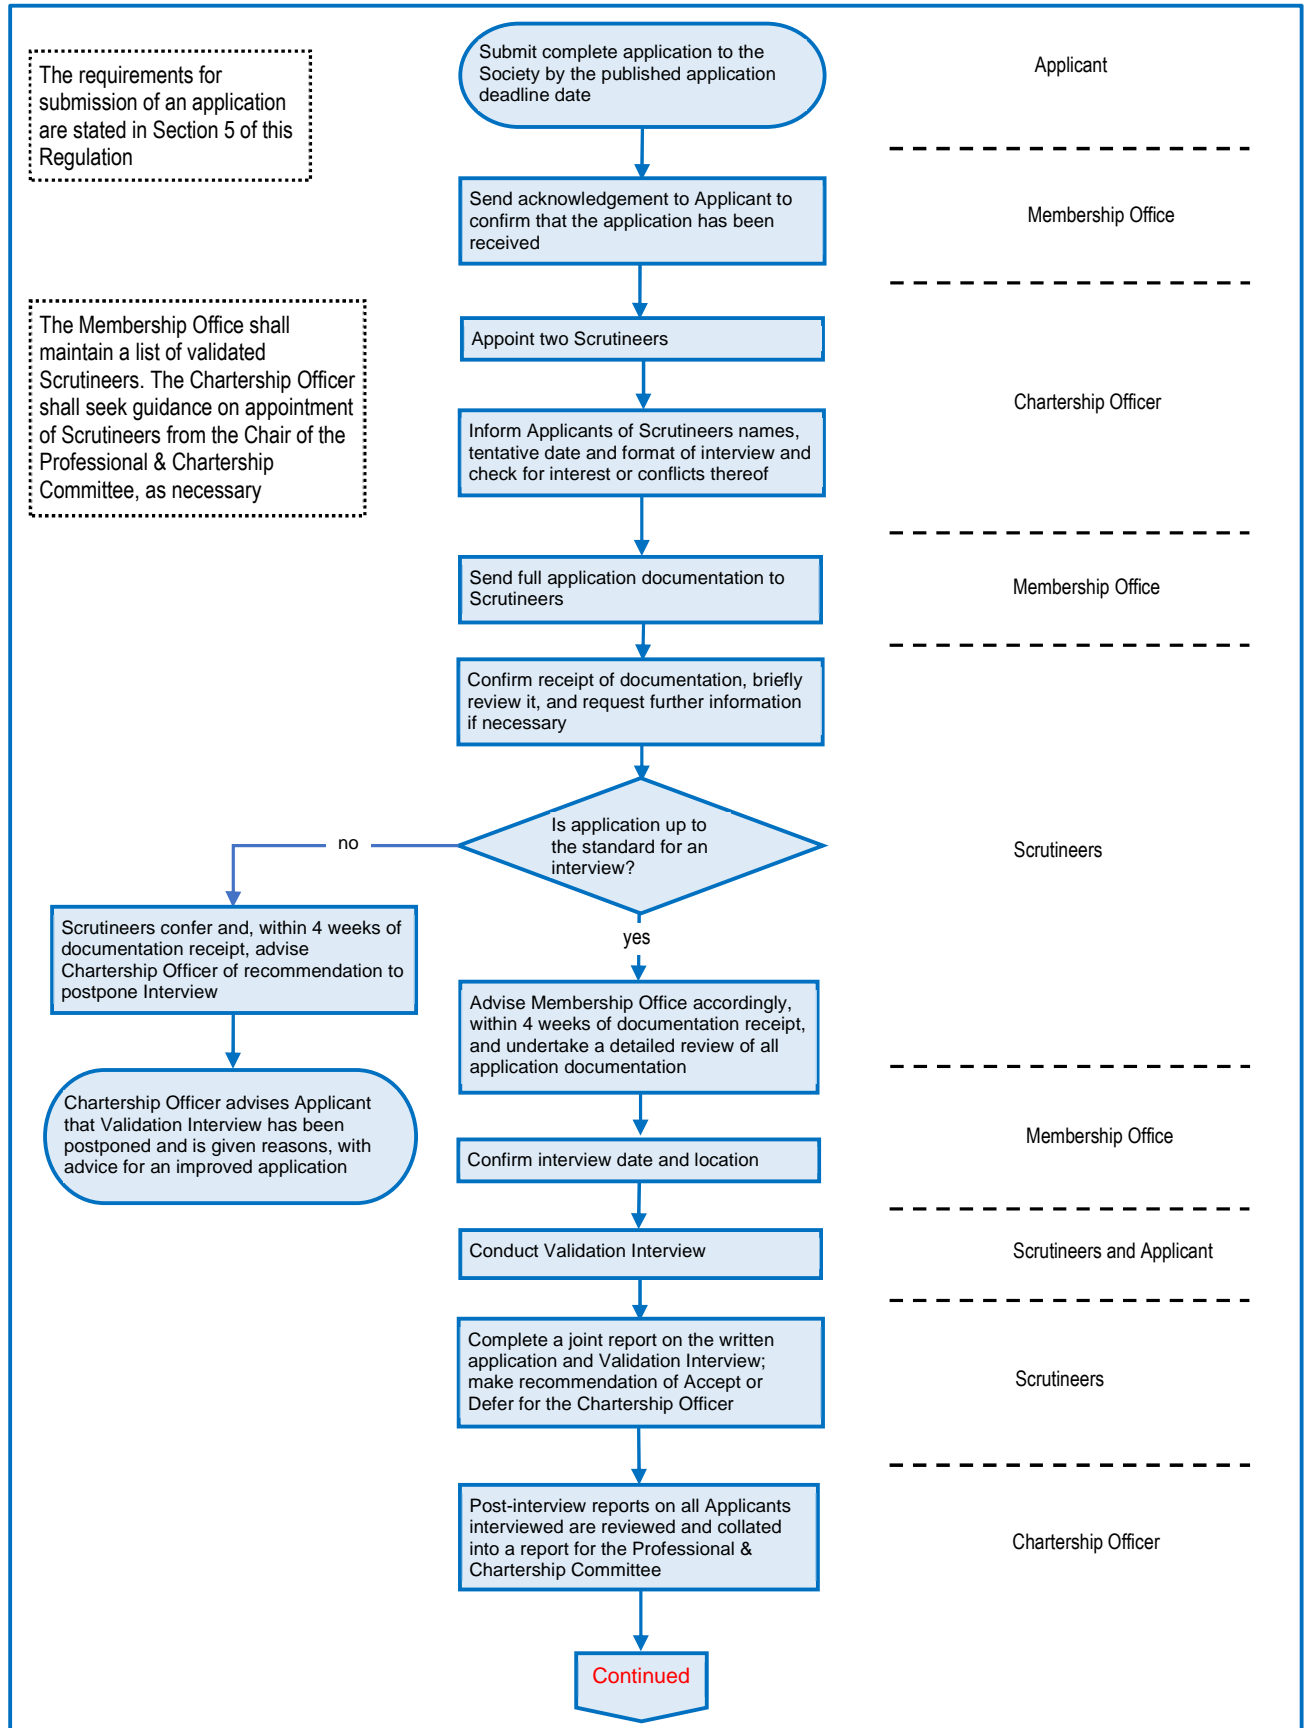 Submit complete application to the
Society by the published application
deadline date
Applicant
The requirements for
submission of an application
are stated in Section 5 of this
Regulation
Send acknowledgement to Applicant to
confirm that the application has been
received
Membership Office
The Membership Office shall
maintain a list of validated
Scrutineers. The Chartership Officer
shall seek guidance on appointment
of Scrutineers from the Chair of the
Professional & Chartership
Committee, as necessary
Appoint two Scrutineers
Inform Applicants of Scrutineers names,
tentative date and format of interview and
check for interest or conflicts thereof
Chartership Officer
Send full application documentation to
Scrutineers
Membership Office
Confirm receipt of documentation, briefly
review it, and request further information
if necessary
Is application up to
the standard for an
interview?
Scrutineers
no
yes
Scrutineers confer and, within 4 weeks of
documentation receipt, advise
Chartership Officer of recommendation to
postpone Interview
Chartership Officer advises Applicant
that Validation Interview has been
postponed and is given reasons, with
advice for an improved application
Advise Membership Office accordingly,
within 4 weeks of documentation receipt,
and undertake a detailed review of all
application documentation
Confirm interview date and location
Membership Office
Conduct Validation Interview
Scrutineers and Applicant
Complete a joint report on the written
application and Validation Interview;
make recommendation of Accept or
Defer for the Chartership Officer
Scrutineers
Post-interview reports on all Applicants
interviewed are reviewed and collated
into a report for the Professional &
Chartership Committee
Chartership Officer
Continued